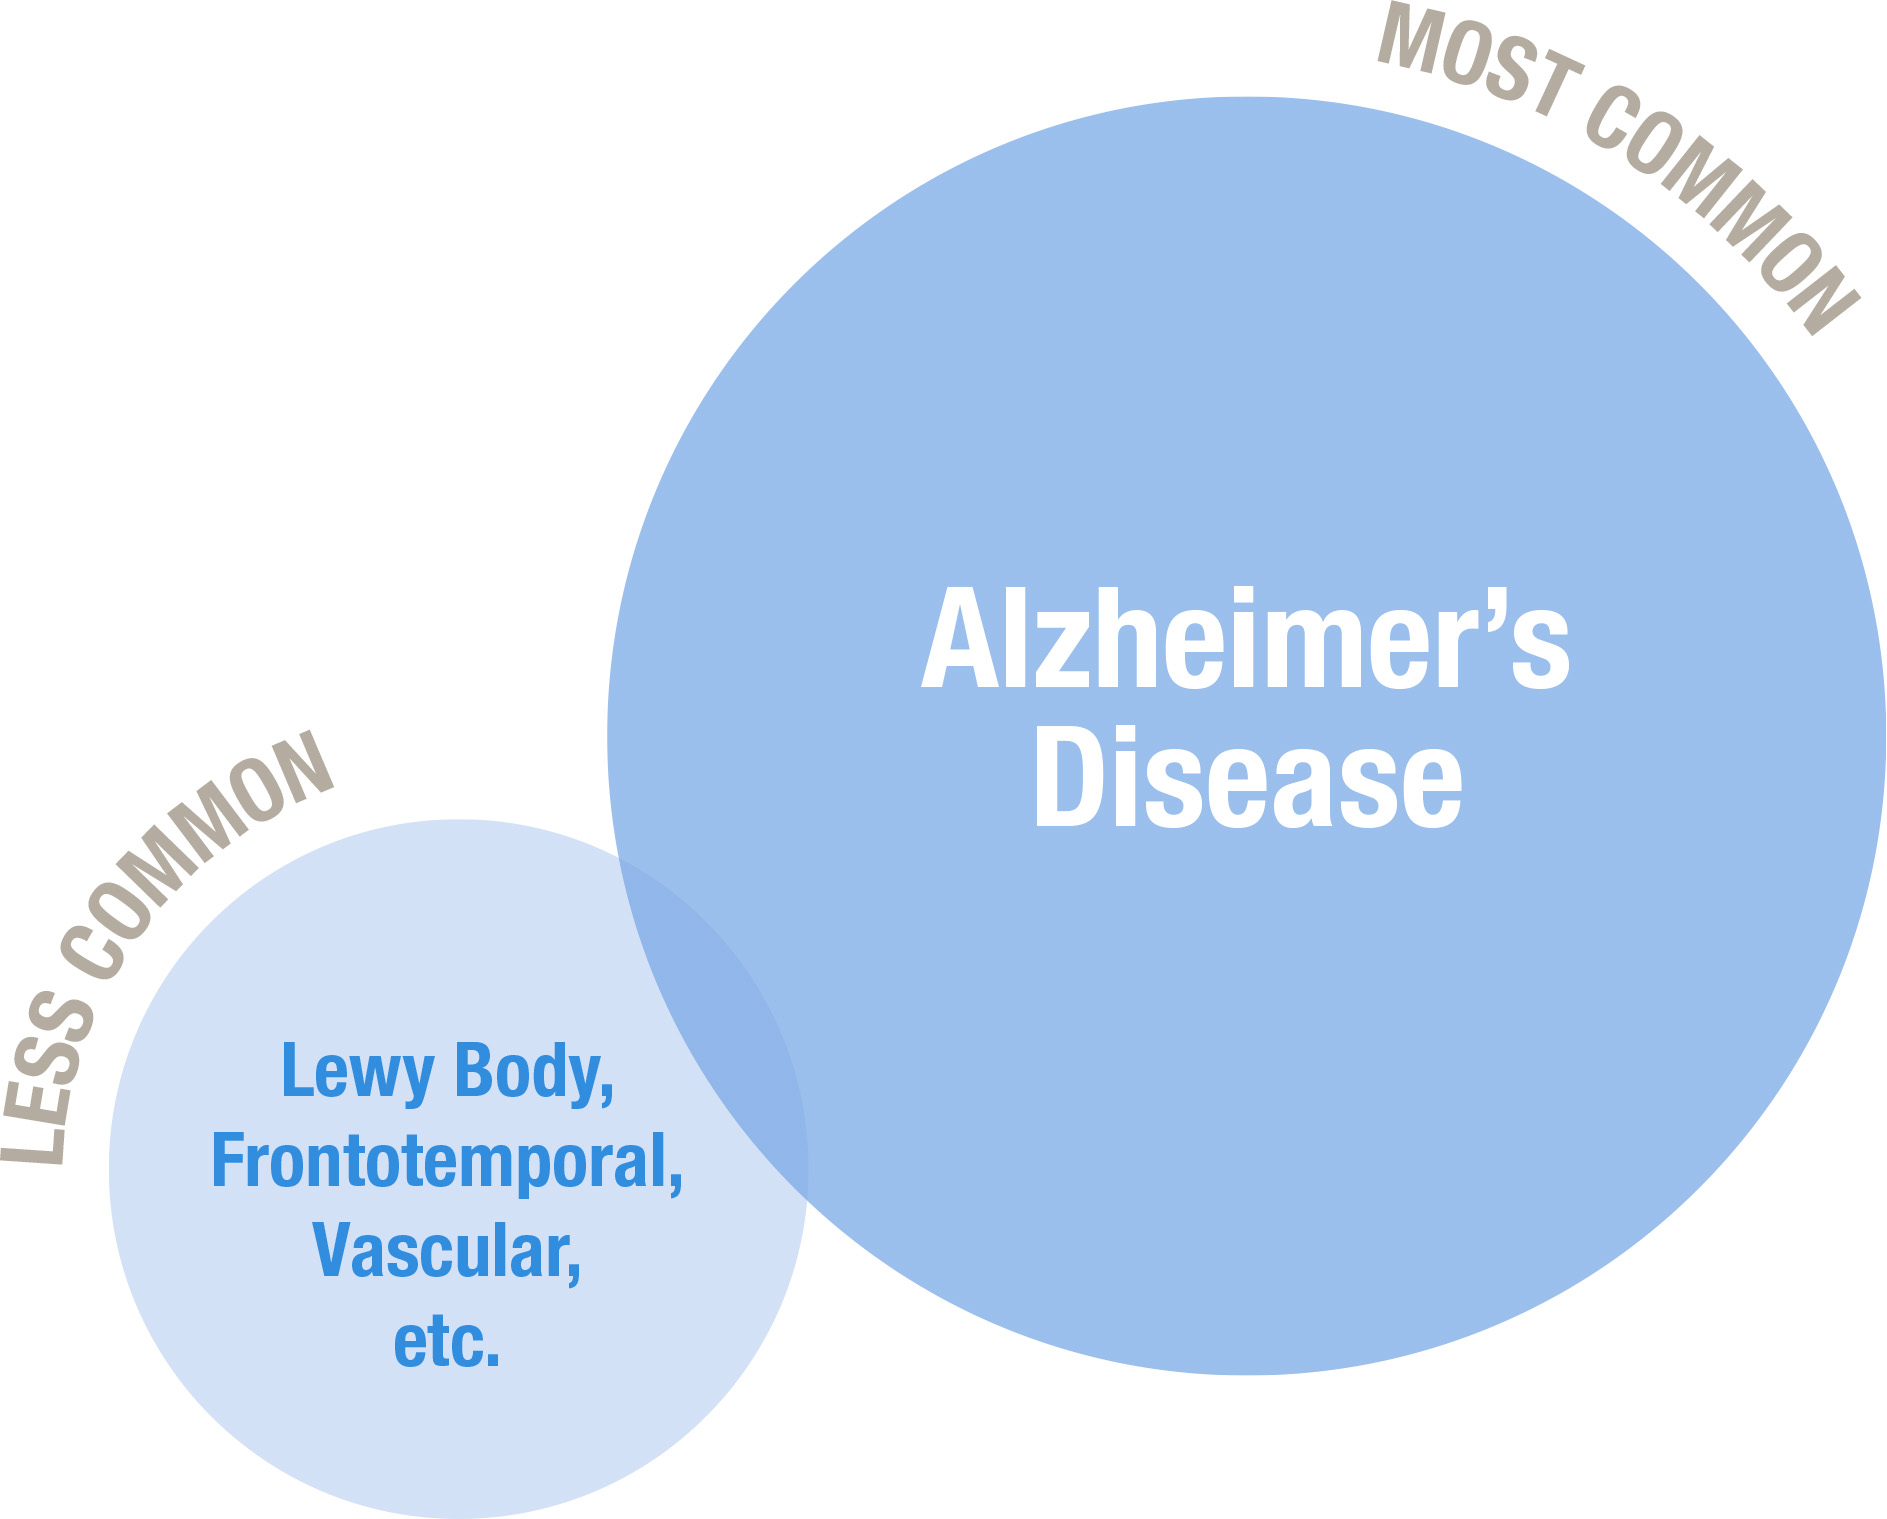 MOST COMMON
Alzheimer’s
Disease
LESS COMMON
Lewy Body,
Frontotemporal,
Vascular,
etc.